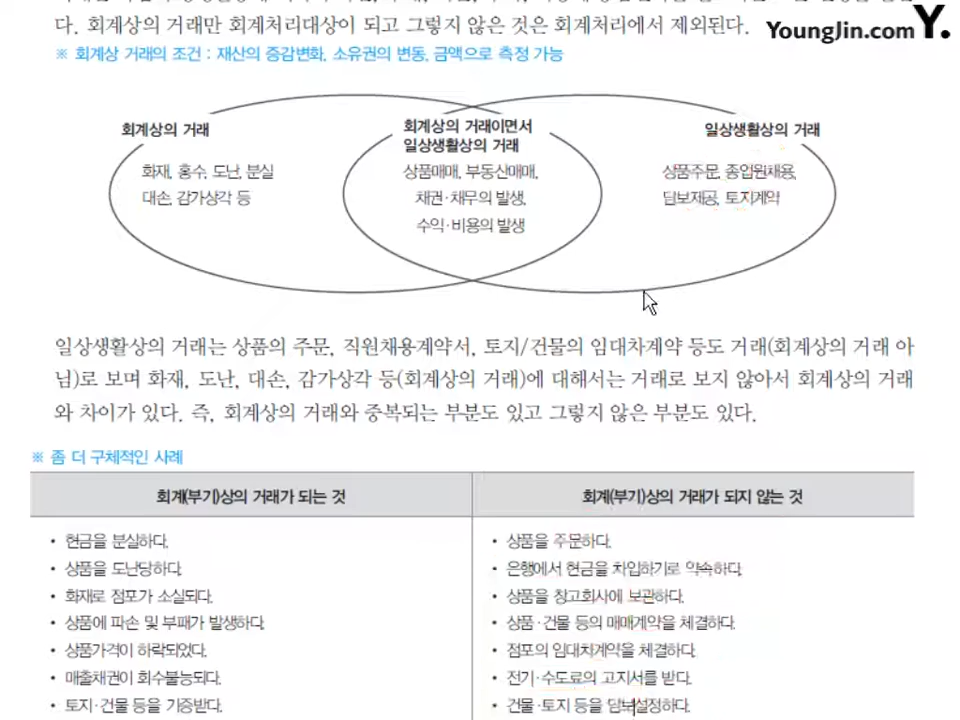 다. 회계상의 거래만 회계처리대상이 되고 그렇지 않은 것은 회계처리에서 제외된다.
YoungJin.com Y.
※ 회계상 거래의 조건 : 재산의 증감변화, 소유권의 변동, 금액으로 측정 가능
회계상의 거래
화재, 홍수, 도난, 분실
대손, 감가상각 등
회계상의 거래이면서
일상생활상의 거래
상품매매, 부동산매매,
채권·채무의 발생,
수익·비용의 발생
일상생활상의 거래
상품주문, 종업원채용,
담보제공, 토지계약
일상생활상의 거래는 상품의 주문, 직원채용계약서, 토지/건물의 임대차계약 등도 거래(회계상의 거래 아
님)로 보며 화재, 도난, 대손, 감가상각 등(회계상의 거래)에 대해서는 거래로 보지 않아서 회계상의 거래
와 차이가 있다. 즉, 회계상의 거래와 중복되는 부분도 있고 그렇지 않은 부분도 있다.
※ 좀 더 구체적인 사례
회계(부기)상의 거래가 되는 것
• 현금을 분실하다.
• 상품을 도난당하다.
• 화재로 점포가 소실되다.
• 상품에 파손 및 부패가 발생하다.
• 상품가격이 하락되었다.
• 매출채권이 회수불능되다.
• 토지·건물 등을 기증받다.
회계(부기)상의 거래가 되지 않는 것
• 상품을 주문하다.
• 은행에서 현금을 차입하기로 약속하다.
• 상품을 창고회사에 보관하다.
• 상품·건물 등의 매매계약을 체결하다.
• 점포의 임대차계약을 체결하다.
• 전기·수도료의 고지서를 받다.
• 건물·토지 등을 담보설정하다.